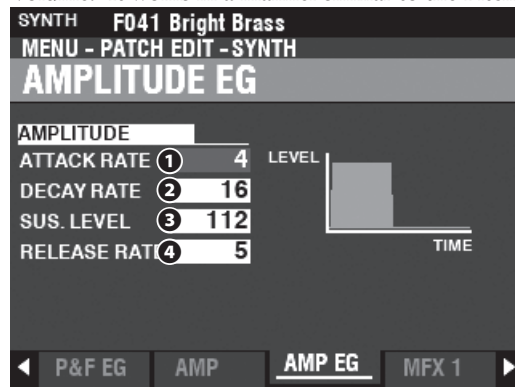 SYNTH F041 Bright Brass
MENU - PATCH EDIT - SYNTH
AMPLITUDE EG
AMPLITUDE
ATTACK RATE 1 4
DECAY RATE 2 16
SUS. LEVEL 3 112
RELEASE RATE 4 5
LEVEL
TIME
◀ P&F EG AMP AMP EG MFX 1 ▶